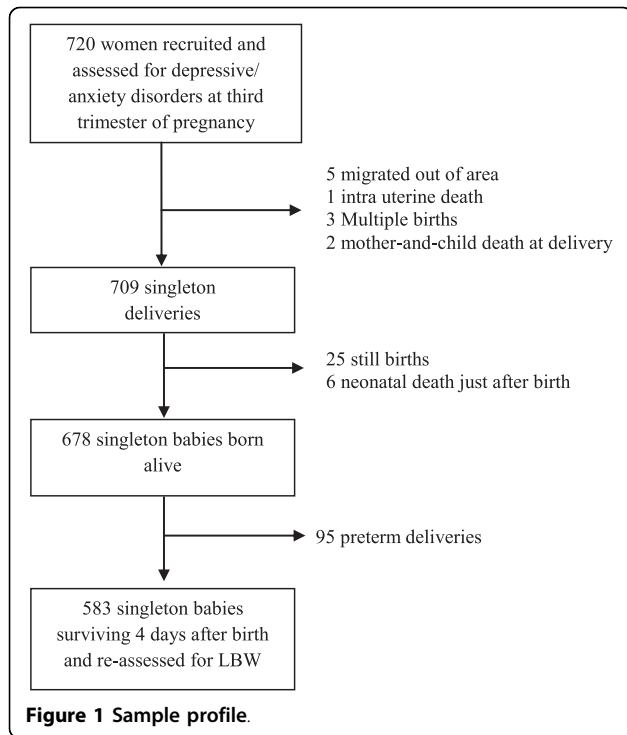 720 women recruited and
assessed for depressive/
anxiety disorders at third
trimester of pregnancy
5 migrated out of area
1 intra uterine death
3 Multiple births
2 mother-and-child death at delivery
709 singleton
deliveries
25 still births
6 neonatal death just after birth
678 singleton babies born
alive
95 preterm deliveries
583 singleton babies
surviving 4 days after birth
and re-assessed for LBW
Figure 1 Sample profile.